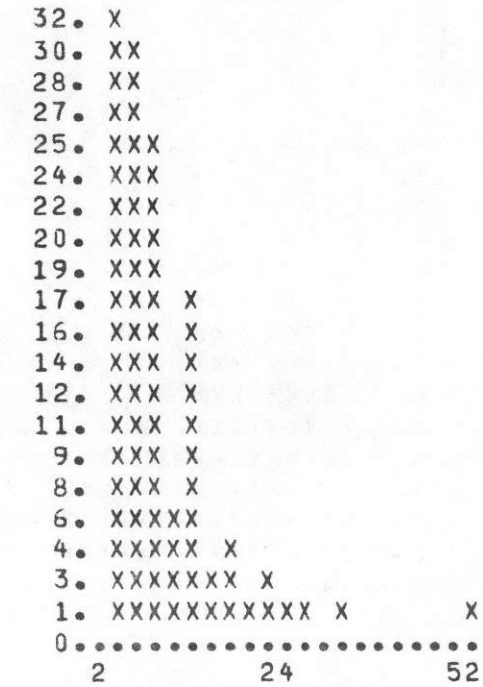 32. X
30. XX
28. XX
27. XX
25. XXX
24. XXX
22. XXX
20. XXX
19. XXX
17. XXX X
16. XXX X
14. XXX X
12. XXX X
11. XXX X
9. XXX X
8. XXX X
6. XXXXX
4. XXXXX X
3. XXXXXXX X
1. XXXXXXXXXXX X X
0.....................
2 24 52